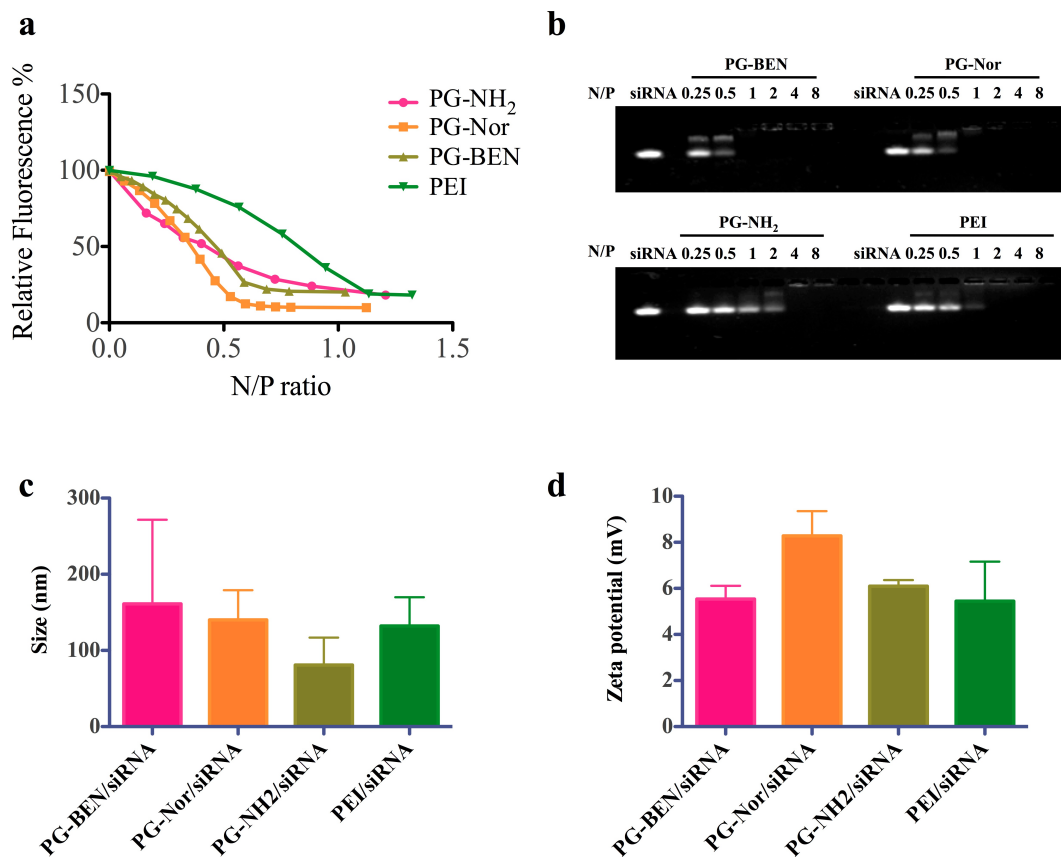 a
Relative Fluorescence %
150
100
50
0
0.0 0.5 1.0 1.5
N/P ratio
PG-NH2
PG-Nor
PG-BEN
PEI
b
PG-BEN PG-Nor
N/P siRNA 0.25 0.5 1 2 4 8 siRNA 0.25 0.5 1 2 4 8
PG-NH2 PEI
N/P siRNA 0.25 0.5 1 2 4 8 siRNA 0.25 0.5 1 2 4 8
c
Size (nm)
300
200
100
0
PG-BEN/siRNA
PG-Nor/siRNA
PG-NH2/siRNA
PEI/siRNA
d
Zeta potential (mV)
10
8
6
4
2
0
PG-BEN/siRNA
PG-Nor/siRNA
PG-NH2/siRNA
PEI/siRNA